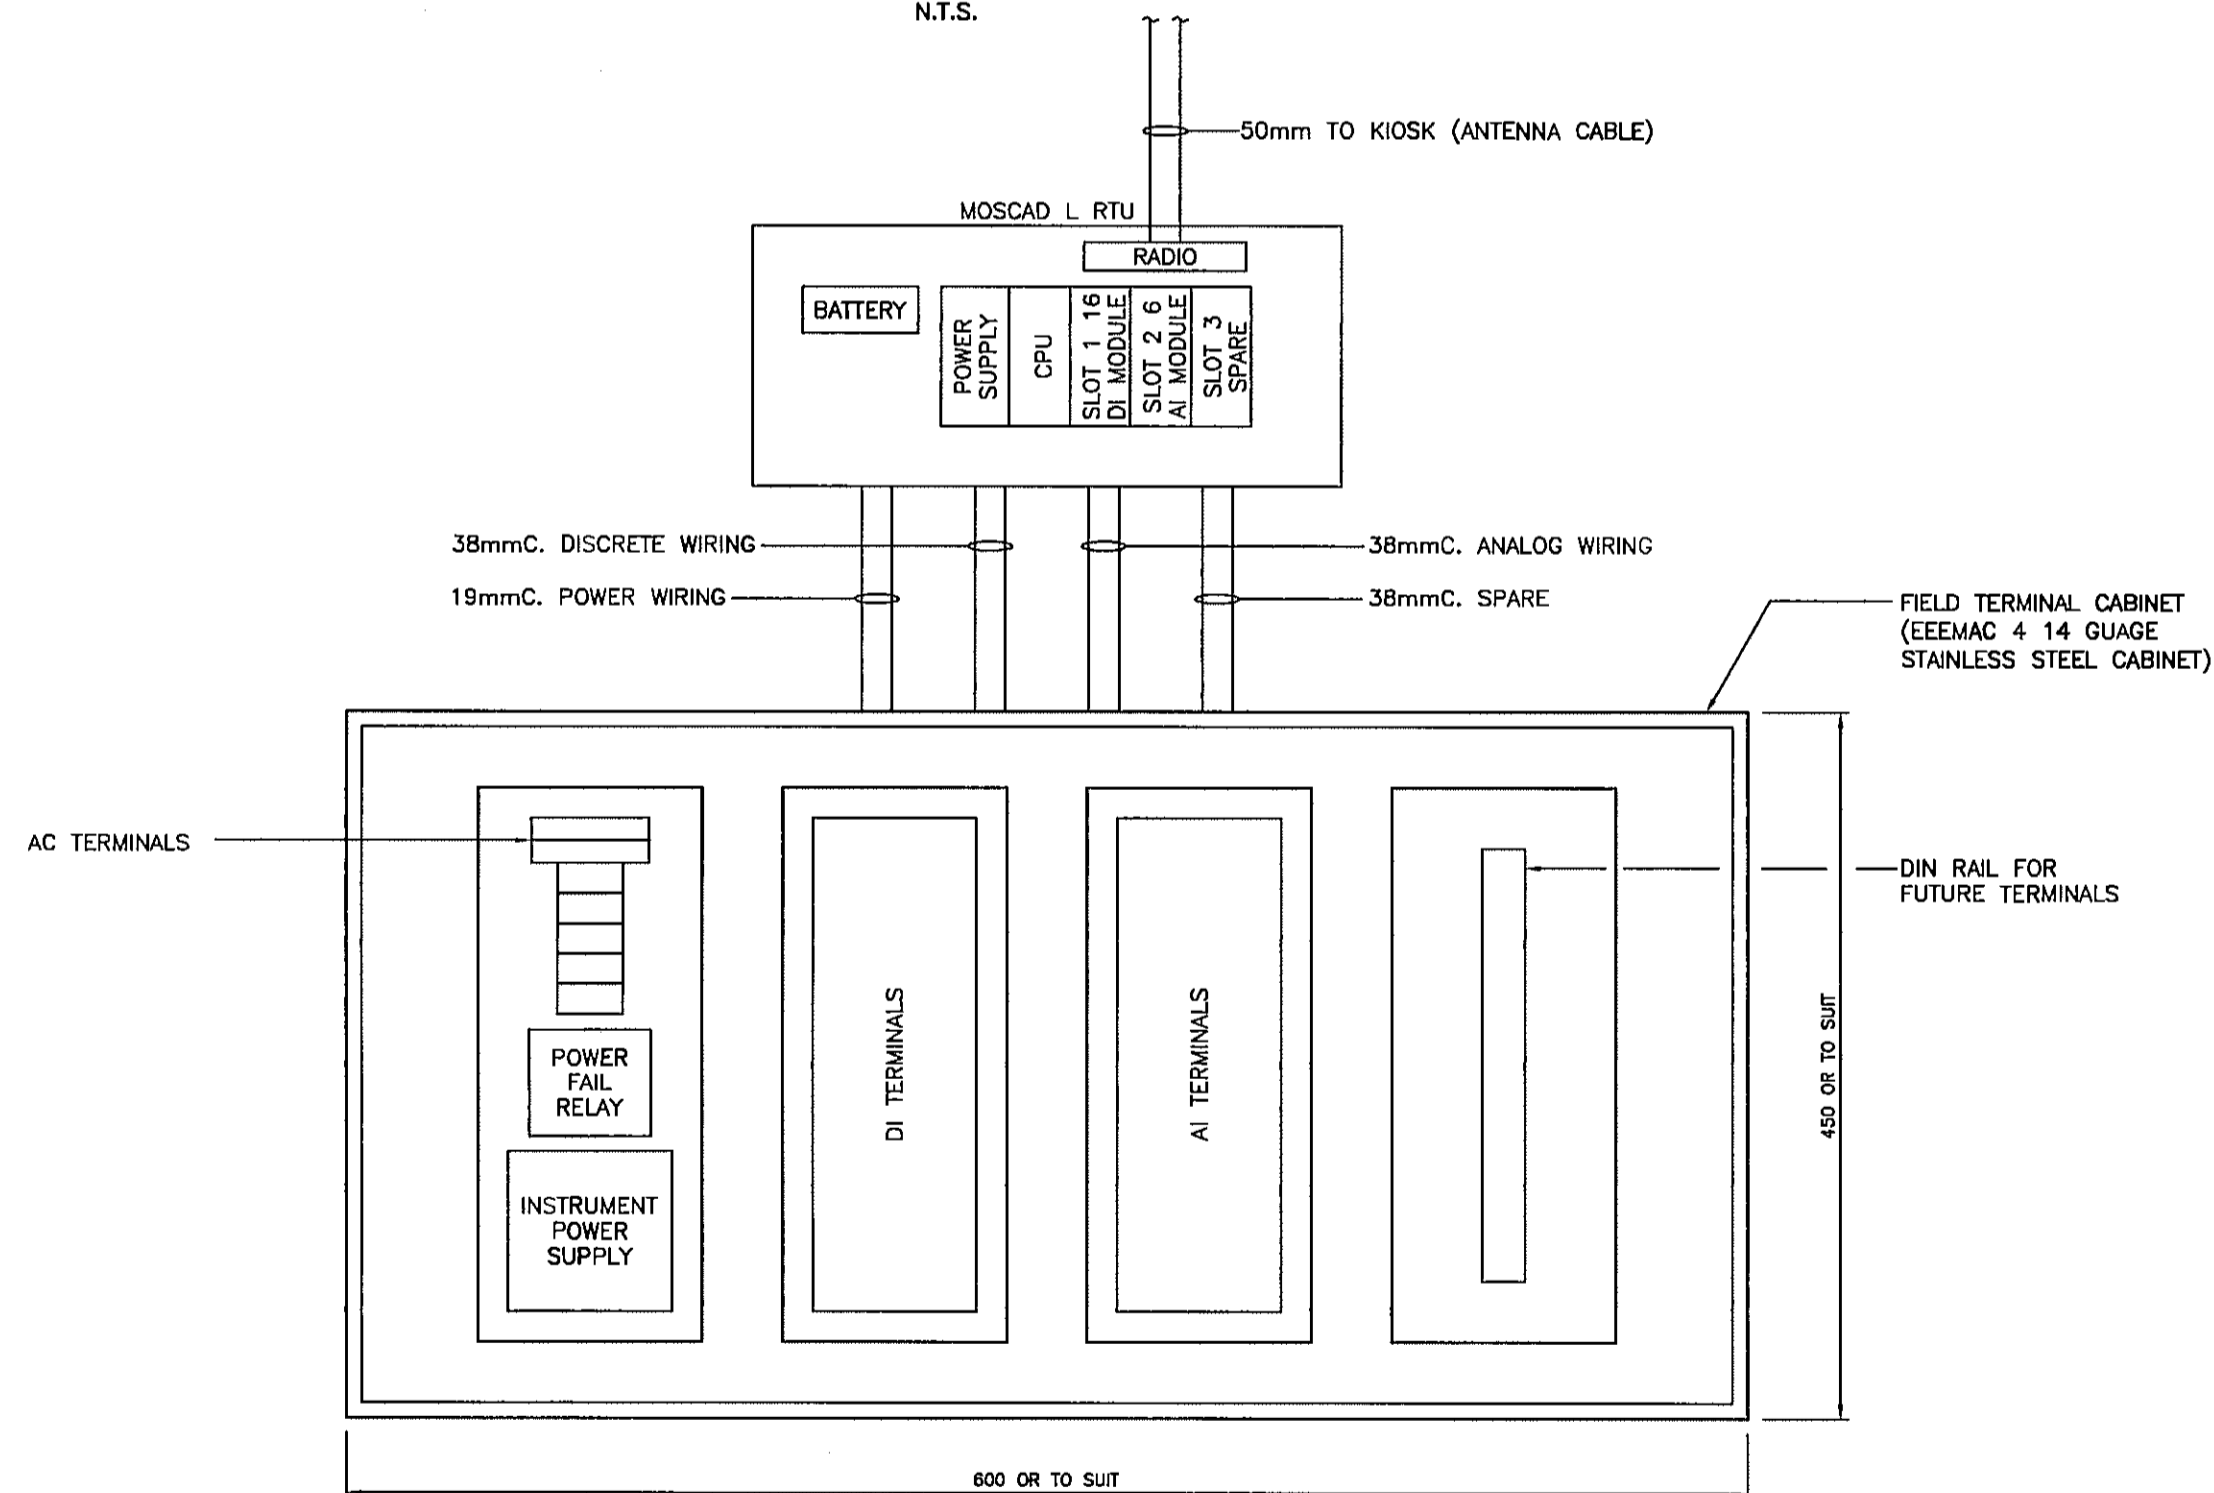 N.T.S.
50mm TO KIOSK (ANTENNA CABLE)
MOSCAD L RTU
RADIO
BATTERY
POWER
SUPPLY
CPU
SLOT 1 16
DI MODULE
SLOT 2 6
AI MODULE
SLOT 3
SPARE
38mmC. DISCRETE WIRING
38mmC. ANALOG WIRING
19mmC. POWER WIRING
38mmC. SPARE
FIELD TERMINAL CABINET
(EEEMAC 4 14 GUAGE
STAINLESS STEEL CABINET)
AC TERMINALS
DIN RAIL FOR
FUTURE TERMINALS
POWER
FAIL
RELAY
INSTRUMENT
POWER
SUPPLY
DI TERMINALS
AI TERMINALS
450 OR TO SUIT
600 OR TO SUIT